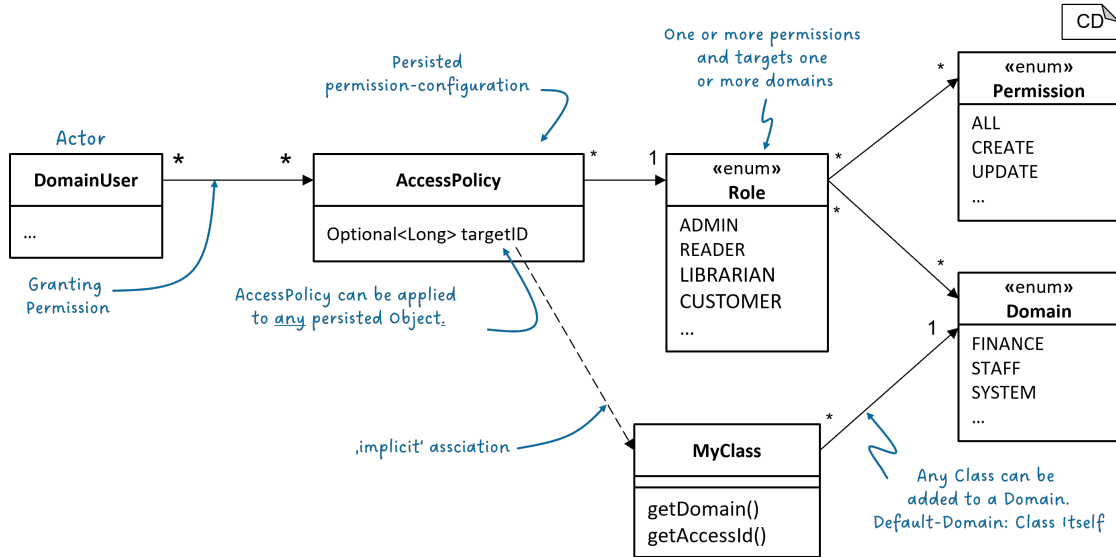 CD
One or more permissions
and targets one
or more domains
Persisted
permission-configuration
Actor
DomainUser
...
*
*
Granting
Permission
AccessPolicy
Optional<Long> targetID
AccessPolicy can be applied
to any persisted Object.
*
1
«enum»
Role
ADMIN
READER
LIBRARIAN
CUSTOMER
...
*
*
*
«enum»
Permission
ALL
CREATE
UPDATE
...
*
«enum»
Domain
FINANCE
STAFF
SYSTEM
...
1
*
‚implicit‘ assciation
MyClass
getDomain()
getAccessId()
Any Class can be
added to a Domain.
Default-Domain: Class Itself